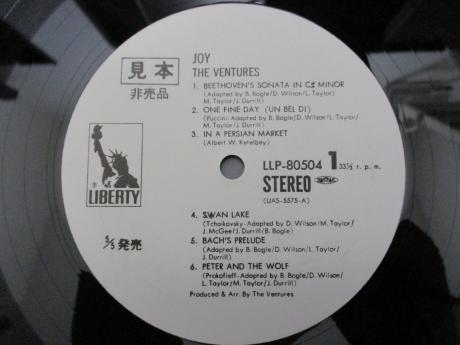 見本
非売品
JOY
THE VENTURES
1. BEETHOVEN'S SONATA IN C♯ MINOR
(Adapted by B. Bogle/D. Wilson/L. Taylor/
M. Taylor/J. Durrill)
2. ONE FINE DAY (UN BEL DI)
(Puccini-Adapted by B. Bogle/D. Wilson/L.
Taylor/M. Taylor/J. Durrill)
3. IN A PERSIAN MARKET
(Albert W. Ketelbey)
LLP-80504 1 33⅓ r. p. m.
STEREO
(UAS-5575-A)
® LIBERTY
4. SWAN LAKE
(Tchaikovsky-Adapted by D. Wilson/M. Taylor/
J. McGee/J. Durrill/B. Bogle)
5. BACH'S PRELUDE
(Adapted by B. Bogle/D. Wilson/L. Taylor/
J. Durrill)
6. PETER AND THE WOLF
(Prokofieff-Adapted by B. Bogle/D. Wilson/
L. Taylor/M. Taylor/J. Durrill)
Produced & Arr. By The Ventures
5/5 発売